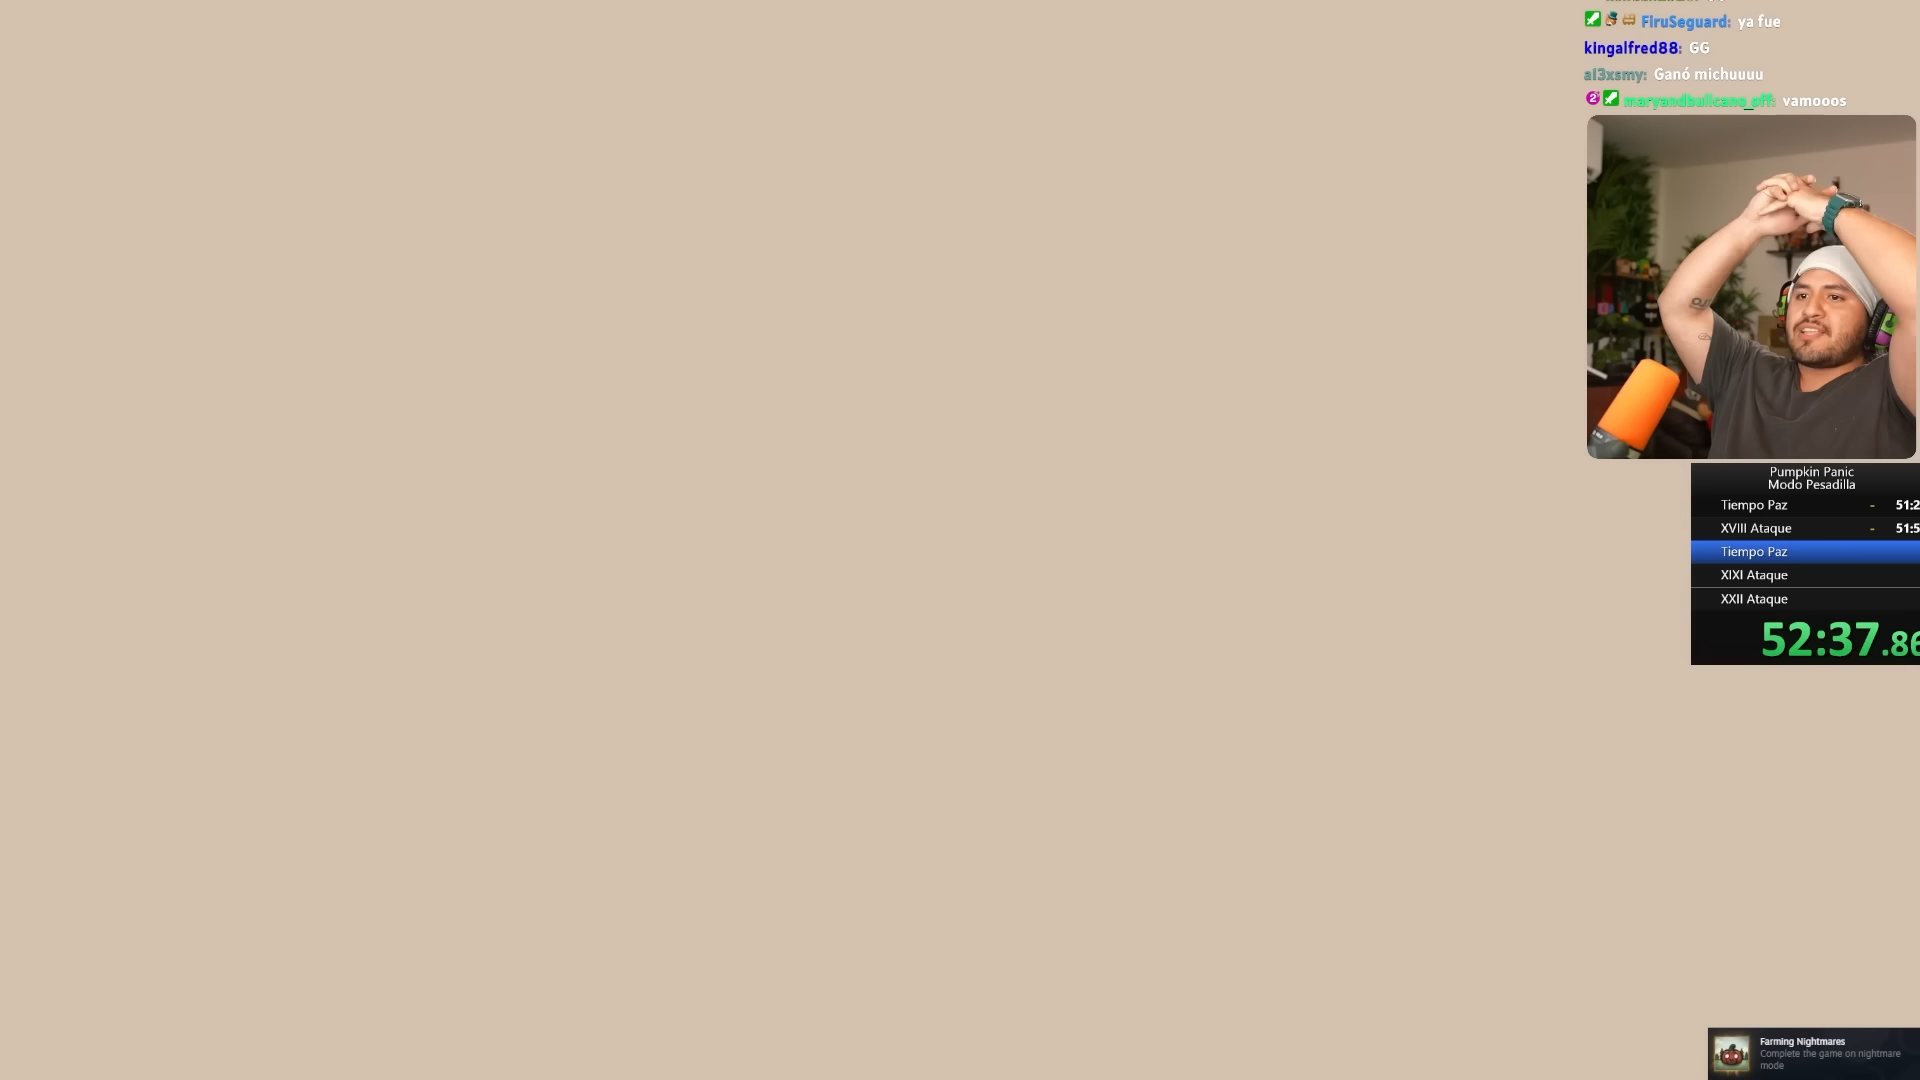 FiruSeguard: ya fue
kingalfred88: GG
al3xsmy: Ganó michuuuu
2 maryandbullcano_off: vamooos
Pumpkin Panic
Modo Pesadilla
Tiempo Paz - 51:2
XVIII Ataque - 51:5
Tiempo Paz
XIXI Ataque
XXII Ataque
52:37.86
Farming Nightmares
Complete the game on nightmare
mode